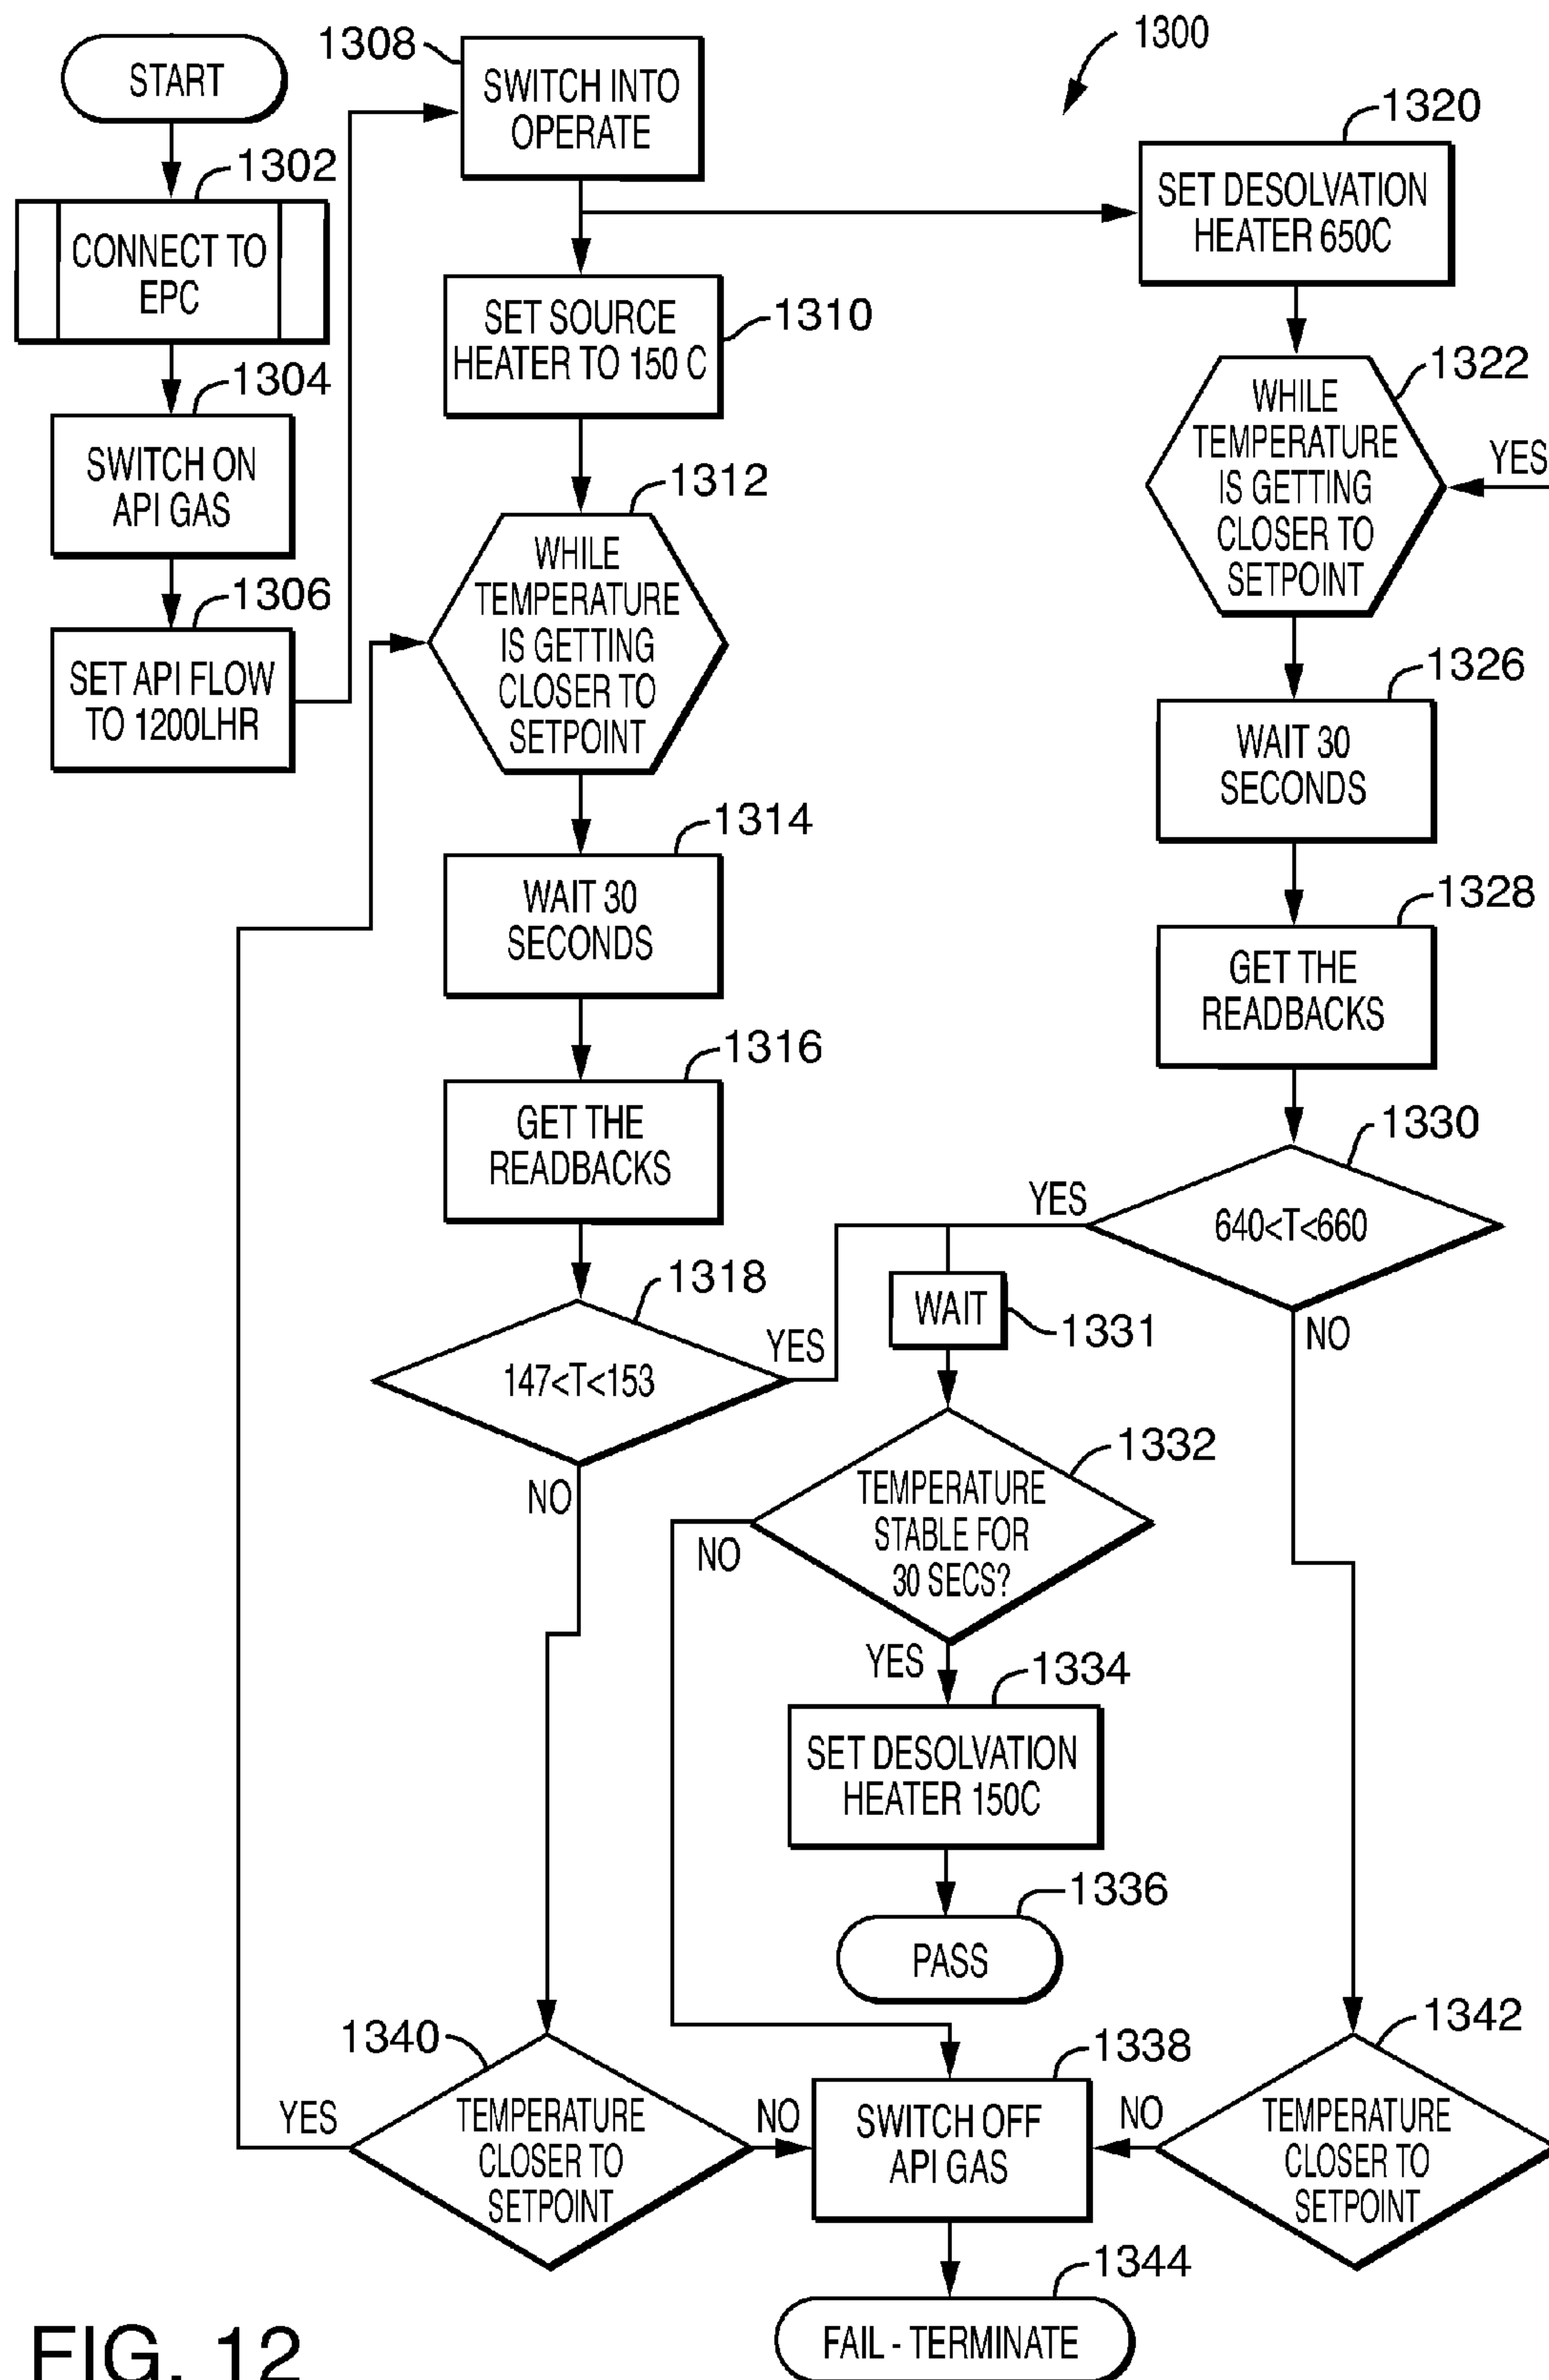 1300
START
1302
CONNECT TO
EPC
1304
SWITCH ON
API GAS
1306
SET API FLOW
TO 1200LHR
1308
SWITCH INTO
OPERATE
1310
SET SOURCE
HEATER TO 150 C
1312
WHILE
TEMPERATURE
IS GETTING
CLOSER TO
SETPOINT
1314
WAIT 30
SECONDS
1316
GET THE
READBACKS
1318
147<T<153
YES
NO
1320
SET DESOLVATION
HEATER 650C
1322
WHILE
TEMPERATURE
IS GETTING
CLOSER TO
SETPOINT
YES
1326
WAIT 30
SECONDS
1328
GET THE
READBACKS
1330
640<T<660
YES
NO
WAIT
1331
1332
TEMPERATURE
STABLE FOR
30 SECS?
NO
YES
1334
SET DESOLVATION
HEATER 150C
1336
PASS
1340
TEMPERATURE
CLOSER TO
SETPOINT
YES
NO
1338
SWITCH OFF
API GAS
NO
1342
TEMPERATURE
CLOSER TO
SETPOINT
1344
FAIL - TERMINATE
FIG. 12